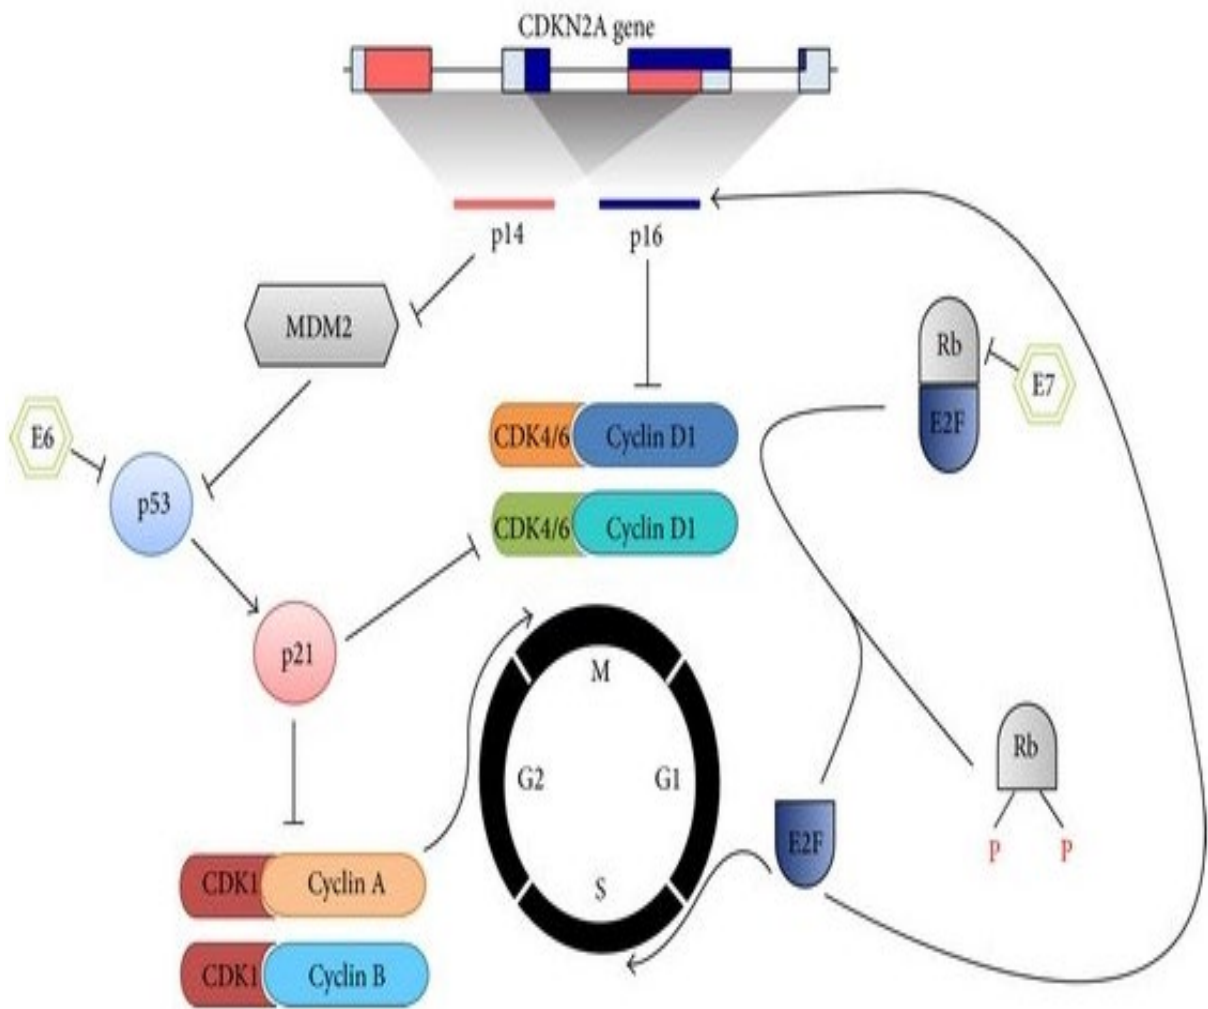 CDKN2A gene
p14
p16
MDM2
Rb
E7
E2F
E6
CDK4/6
Cyclin D1
p53
CDK4/6
Cyclin D1
p21
M
G2
G1
Rb
E2F
P
P
CDK1
Cyclin A
S
CDK1
Cyclin B